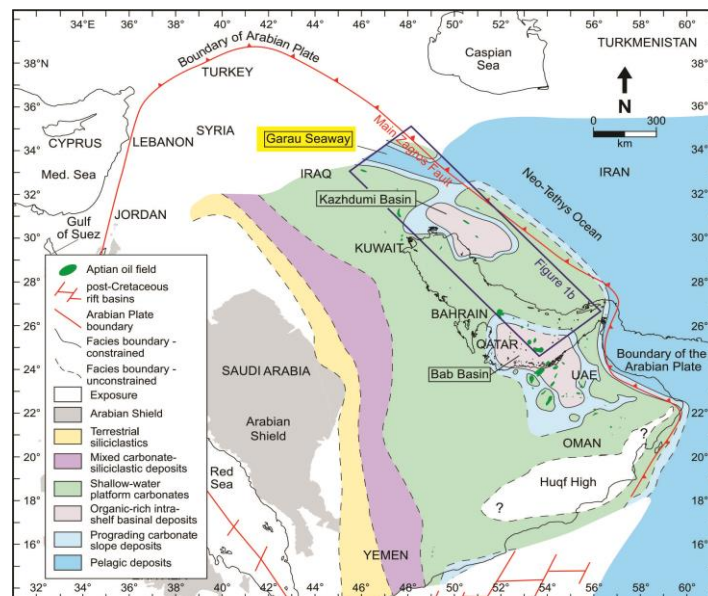 34°E 36° 38° 40° 42° 44° 46° 48° 50° 52° 54° 56° 58° 60°
38°N
36°
34°
32°
30°
28°
26°
24°
22°
20°
18°
16°
Boundary of Arabian Plate
TURKEY
Caspian
Sea
TURKMENISTAN
N
0 300
km
CYPRUS
LEBANON
SYRIA
Med. Sea
Garau Seaway
Main Zagros Fault
IRAN
IRAQ
Neo-Tethys Ocean
Kazhdumi Basin
JORDAN
Gulf
of Suez
KUWAIT
Figure 1b
BAHRAIN
QATAR
Bab Basin
UAE
Boundary of the
Arabian Plate
SAUDI ARABIA
Arabian
Shield
OMAN
Red
Sea
Huqf High
?
?
YEMEN
Aptian oil field
post-Cretaceous
rift basins
Arabian Plate
boundary
Facies boundary -
constrained
Facies boundary -
unconstrained
Exposure
Arabian Shield
Terrestrial
siliciclastics
Mixed carbonate-
siliciclastic deposits
Shallow-water
platform carbonates
Organic-rich intra-
shelf basinal deposits
Prograding carbonate
slope deposits
Pelagic deposits
28°
26°
24°
22°
20°
18°
16°
32° 34° 36° 38° 40° 42° 44° 46° 48° 50° 52° 54° 56° 58° 60°